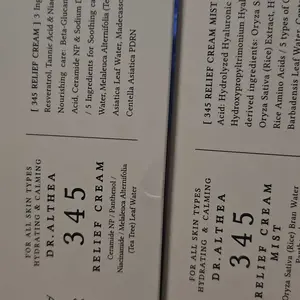 [ 345 RELIEF CREAM ] 3 Ing
Resveratrol, Tannic Acid & Niac
Nourishing care: Beta-Glucan
Acid, Ceramide NP & Sodium D
/ 5 Ingredients for Soothing ca
Water, Melaleuca Alternifolia (Te
Asiatica Leaf Water, Madecasso
Centella Asiatica PDRN
FOR ALL SKIN TYPES
HYDRATING & CALMING
DR.ALTHEA
345
RELIEF CREAM
Ceramide NP / Panthenol /
Niacinamide / Melaleuca Alternifolia
(Tea Tree) Leaf Water
[ 345 RELIEF CREAM MIST
Acid: Hydrolyzed Hyaluronic
Hydroxypropyltrimonium Hyal
derived ingredients: Oryza Sa
Oryza Sativa (Rice) Extract, H
Rice Amino Acids / 5 types of C
Barbadensis Leaf Water
FOR ALL SKIN TYPES
HYDRATING & CALMING
DR.ALTHEA
345
RELIEF CREAM
MIST
Oryza Sativa (Rice) Bran Water